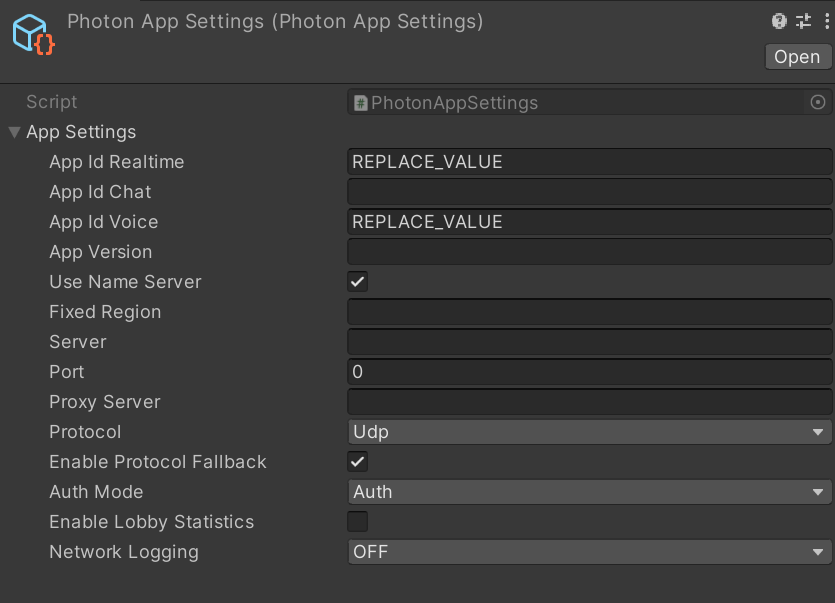 Photon App Settings (Photon App Settings)
Open
Script PhotonAppSettings
App Settings
App Id Realtime REPLACE_VALUE
App Id Chat
App Id Voice REPLACE_VALUE
App Version
Use Name Server
Fixed Region
Server
Port 0
Proxy Server
Protocol Udp
Enable Protocol Fallback
Auth Mode Auth
Enable Lobby Statistics
Network Logging OFF